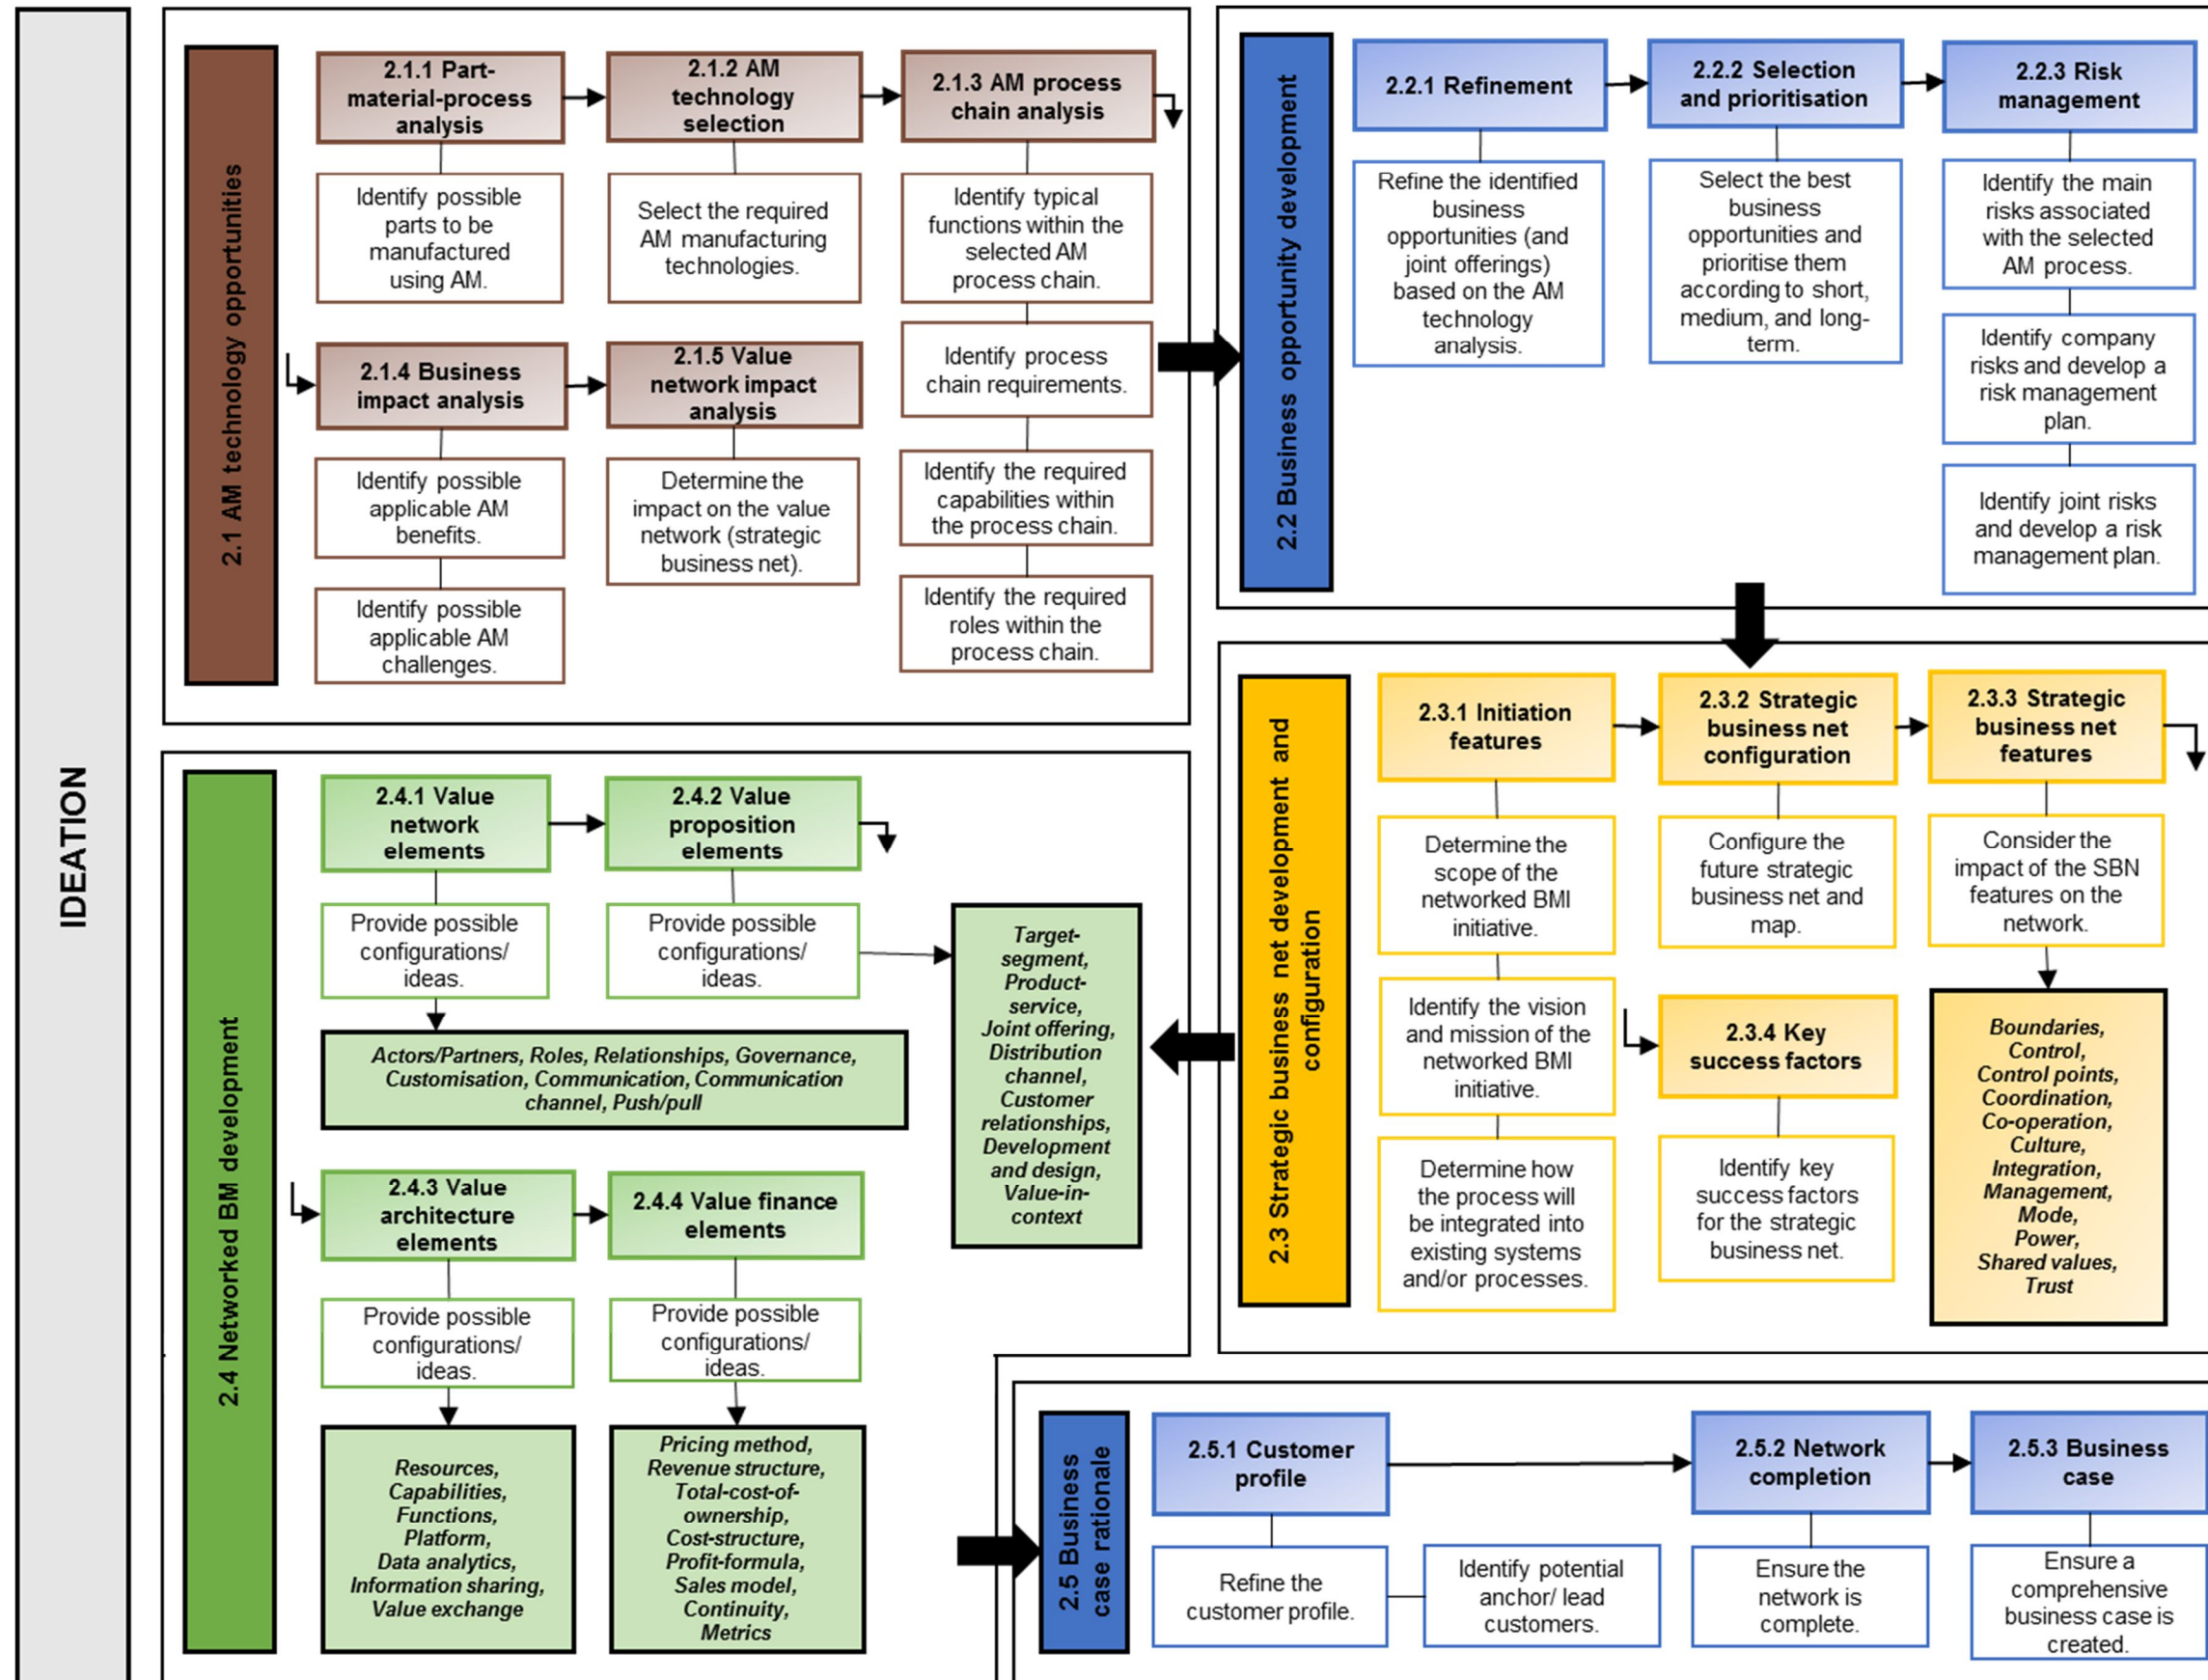 IDEATION
2.1 AM technology opportunities
2.1.1 Part-
material-process
analysis
Identify possible
parts to be
manufactured
using AM.
2.1.2 AM
technology
selection
Select the required
AM manufacturing
technologies.
2.1.3 AM process
chain analysis
Identify typical
functions within the
selected AM
process chain.
Identify process
chain requirements.
Identify the required
capabilities within
the process chain.
Identify the required
roles within the
process chain.
2.1.4 Business
impact analysis
Identify possible
applicable AM
benefits.
Identify possible
applicable AM
challenges.
2.1.5 Value
network impact
analysis
Determine the
impact on the value
network (strategic
business net).
2.2 Business opportunity development
2.2.1 Refinement
Refine the identified
business
opportunities (and
joint offerings)
based on the AM
technology
analysis.
2.2.2 Selection
and prioritisation
Select the best
business
opportunities and
prioritise them
according to short,
medium, and long-
term.
2.2.3 Risk
management
Identify the main
risks associated
with the selected
AM process.
Identify company
risks and develop a
risk management
plan.
Identify joint risks
and develop a risk
management plan.
2.3 Strategic business net development and
configuration
2.3.1 Initiation
features
Determine the
scope of the
networked BMI
initiative.
Identify the vision
and mission of the
networked BMI
initiative.
Determine how
the process will
be integrated into
existing systems
and/or processes.
2.3.2 Strategic
business net
configuration
Configure the
future strategic
business net and
map.
2.3.3 Strategic
business net
features
Consider the
impact of the SBN
features on the
network.
Boundaries,
Control,
Control points,
Coordination,
Co-operation,
Culture,
Integration,
Management,
Mode,
Power,
Shared values,
Trust
2.3.4 Key
success factors
Identify key
success factors
for the strategic
business net.
2.4 Networked BM development
2.4.1 Value
network
elements
Provide possible
configurations/
ideas.
Actors/Partners, Roles, Relationships, Governance,
Customisation, Communication, Communication
channel, Push/pull
2.4.2 Value
proposition
elements
Provide possible
configurations/
ideas.
Target-
segment,
Product-
service,
Joint offering,
Distribution
channel,
Customer
relationships,
Development
and design,
Value-in-
context
2.4.3 Value
architecture
elements
Provide possible
configurations/
ideas.
Resources,
Capabilities,
Functions,
Platform,
Data analytics,
Information sharing,
Value exchange
2.4.4 Value finance
elements
Provide possible
configurations/
ideas.
Pricing method,
Revenue structure,
Total-cost-of-
ownership,
Cost-structure,
Profit-formula,
Sales model,
Continuity,
Metrics
2.5 Business
case rationale
2.5.1 Customer
profile
Refine the
customer profile.
Identify potential
anchor/ lead
customers.
2.5.2 Network
completion
Ensure the
network is
complete.
2.5.3 Business
case
Ensure a
comprehensive
business case is
created.